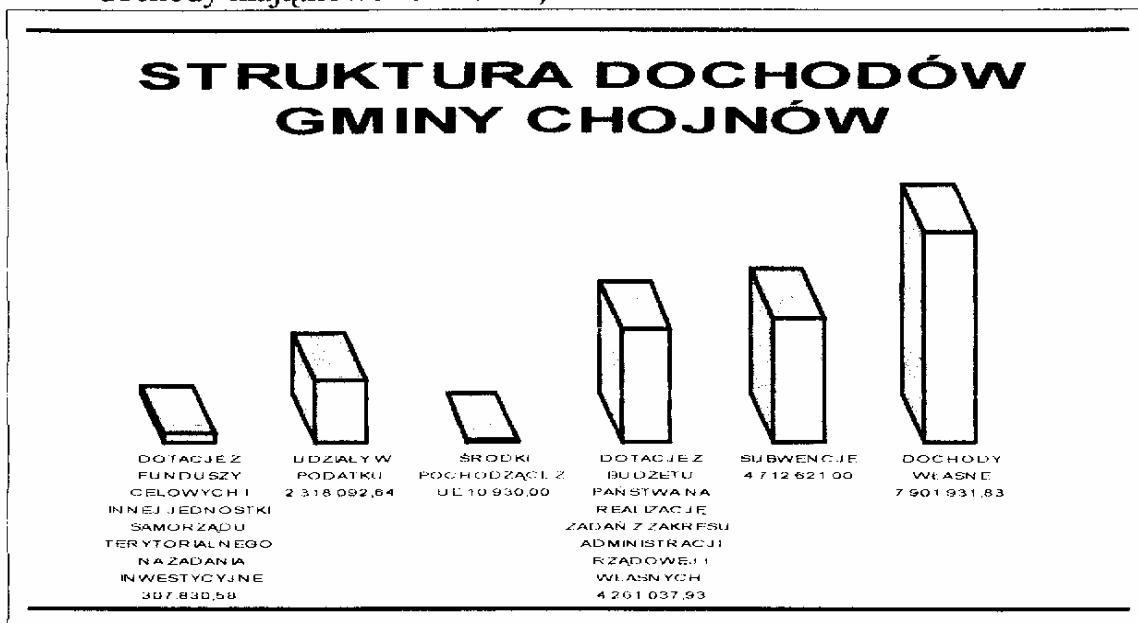 STRUKTURA DOCHODÓW
GMINY CHOJNÓW
DOTACJE Z
FUNDUSZY
CELOWYCH I
INNEJ JEDNOSTKI
SAMORZĄDU
TERYTORIALNEGO
NA ZADANIA
INWESTYCYJNE
307.830,58
UDZIAŁY W
PODATKU
2 318 092,64
ŚRODKI
POCHODZĄCE Z
UE 10 930,00
DOTACJE Z
BUDŻETU
PAŃSTWA NA
REALIZACJĘ
ZADAŃ Z ZAKRESU
ADMINISTRACJI
RZĄDOWEJ I
WŁASNYCH
4 261 037,93
SUBWENCJE
4 712 621 00
DOCHODY
WŁASNE
7 901 931,83